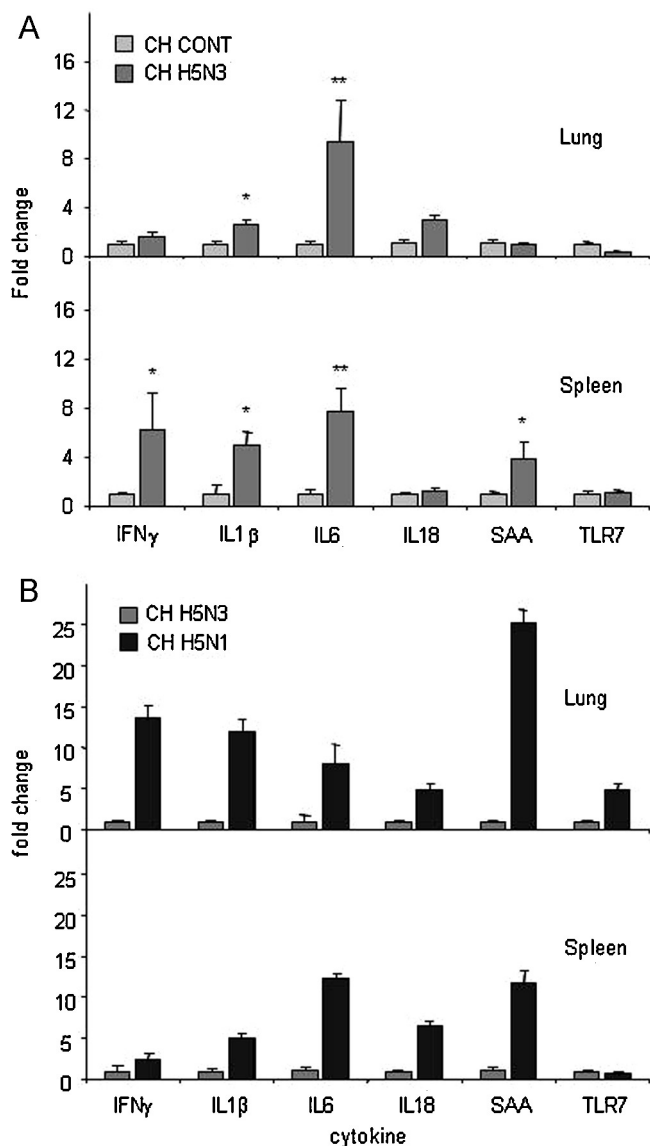 A
CH CONT
CH H5N3
Fold change
16
12
8
4
0
*
**
Lung
16
12
8
4
0
*
*
**
*
Spleen
IFNγ IL1β IL6 IL18 SAA TLR7
B
CH H5N3
CH H5N1
fold change
25
20
15
10
5
0
Lung
25
20
15
10
5
0
Spleen
IFNγ IL1β IL6 IL18 SAA TLR7
cytokine